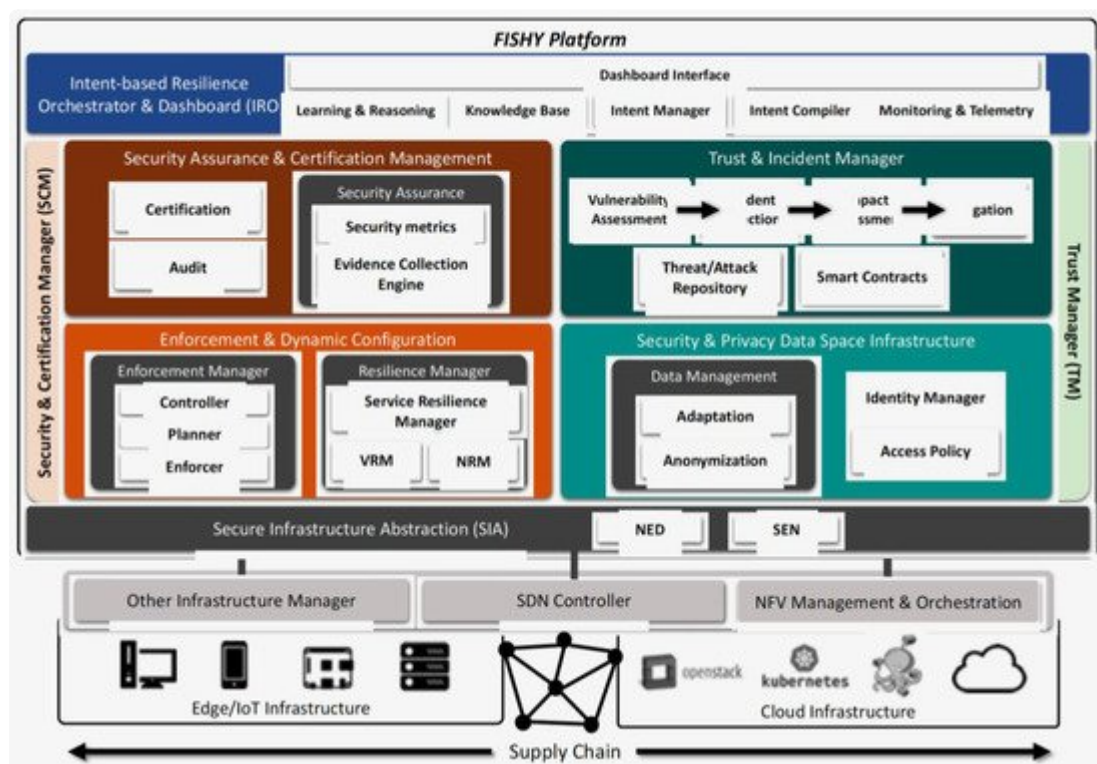 FISHY Platform
Intent-based Resilience
Orchestrator & Dashboard (IRO
Dashboard Interface
Learning & Reasoning
Knowledge Base
Intent Manager
Intent Compiler
Monitoring & Telemetry
Security & Certification Manager (SCM)
Security Assurance & Certification Management
Certification
Audit
Security Assurance
Security metrics
Evidence Collection
Engine
Trust & Incident Manager
Vulnerability
Assessment
dent
ction
pact
ssmen
gation
Threat/Attack
Repository
Smart Contracts
Trust Manager (TM)
Enforcement & Dynamic Configuration
Enforcement Manager
Controller
Planner
Enforcer
Resilience Manager
Service Resilience
Manager
VRM
NRM
Security & Privacy Data Space Infrastructure
Data Management
Adaptation
Anonymization
Identity Manager
Access Policy
Secure Infrastructure Abstraction (SIA)
NED
SEN
Other Infrastructure Manager
SDN Controller
NFV Management & Orchestration
Edge/IoT Infrastructure
openstack
kubernetes
Cloud Infrastructure
Supply Chain